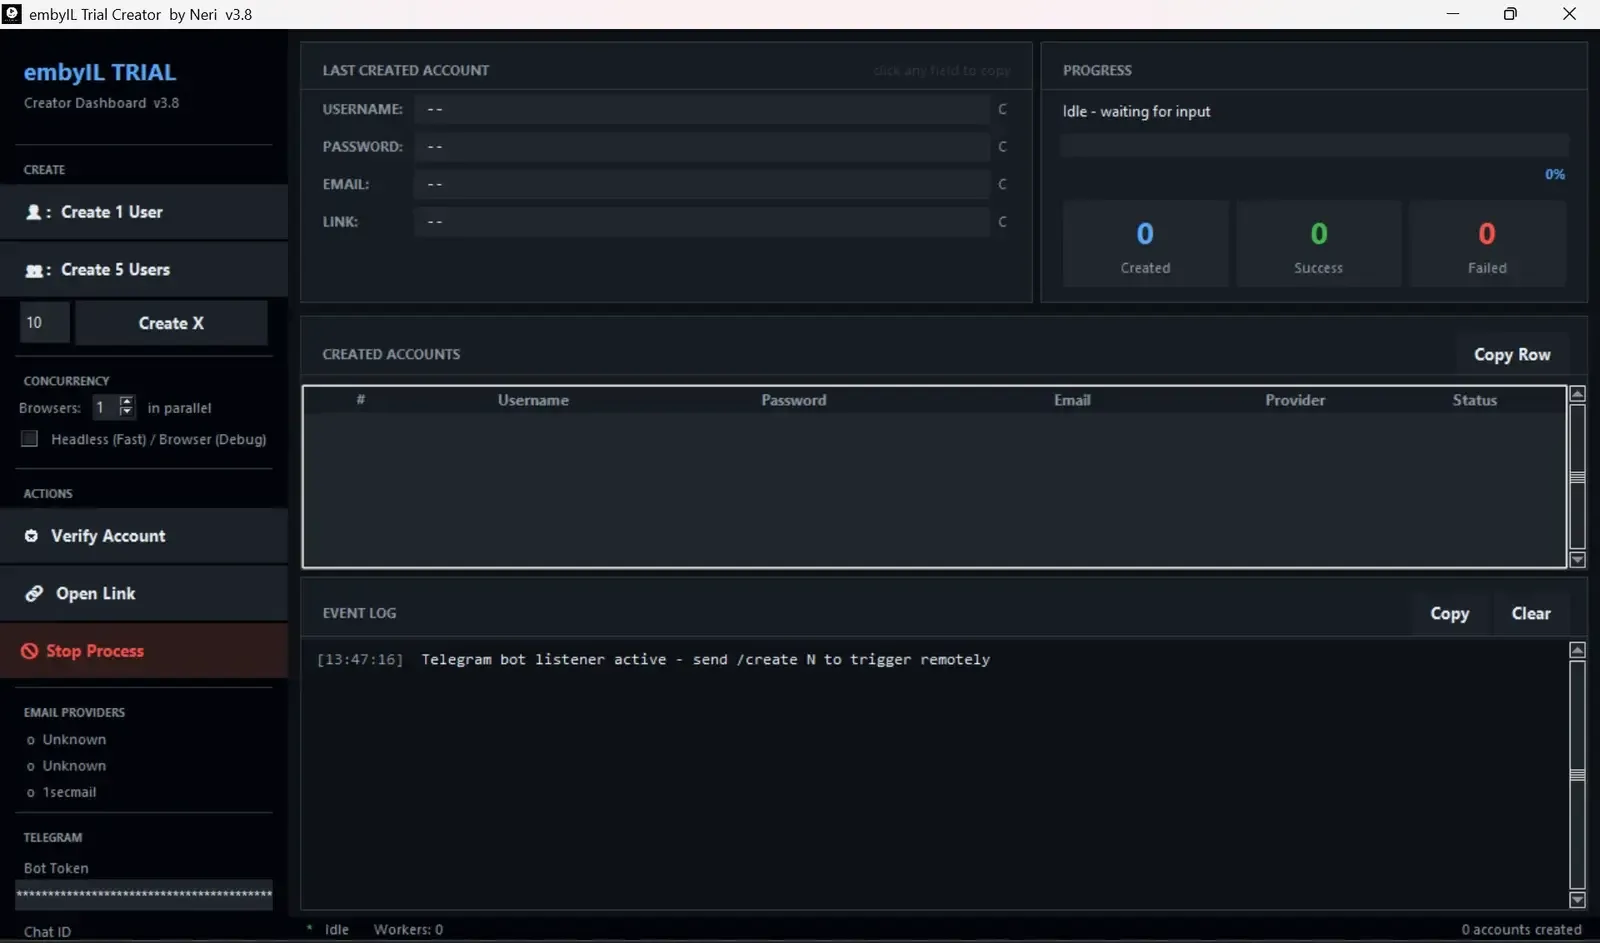 embyIL Trial Creator by Neri v3.8
embyIL TRIAL
Creator Dashboard v3.8
CREATE
: Create 1 User
: Create 5 Users
10 Create X
CONCURRENCY
Browsers: 1 in parallel
Headless (Fast) / Browser (Debug)
ACTIONS
Verify Account
Open Link
Stop Process
EMAIL PROVIDERS
o Unknown
o Unknown
o 1secmail
TELEGRAM
Bot Token
******************************************
Chat ID
LAST CREATED ACCOUNT click any field to copy
USERNAME: -- C
PASSWORD: -- C
EMAIL: -- C
LINK: -- C
PROGRESS
Idle - waiting for input
0%
0 0 0
Created Success Failed
CREATED ACCOUNTS Copy Row
# Username Password Email Provider Status
EVENT LOG Copy Clear
[13:47:16] Telegram bot listener active - send /create N to trigger remotely
* Idle Workers: 0 0 accounts created